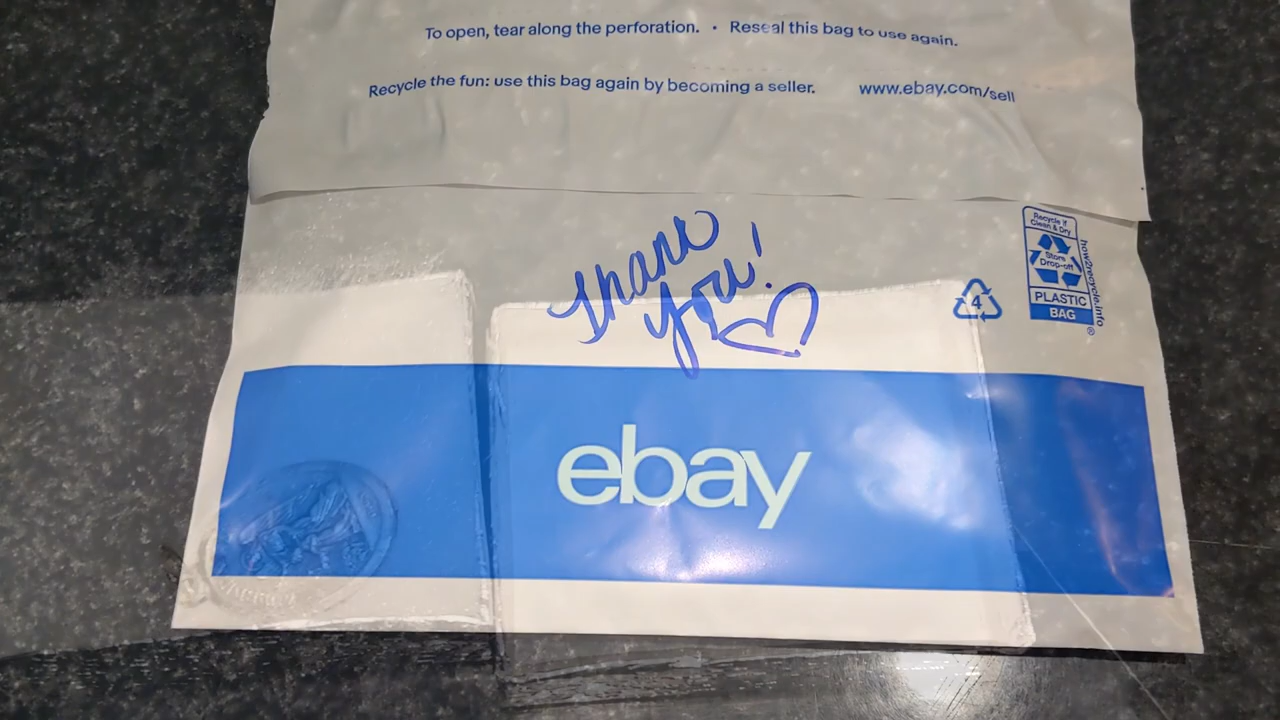 To open, tear along the perforation. • Reseal this bag to use again.
Recycle the fun: use this bag again by becoming a seller. www.ebay.com/sell
Thank
you!
Recycle if
Clean & Dry
Store
Drop-off
PLASTIC
BAG
how2recycle.info
4
ebay